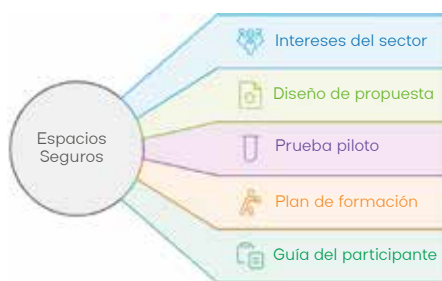 Espacios
Seguros
Intereses del sector
Diseño de propuesta
Prueba piloto
Plan de formación
Guía del participante